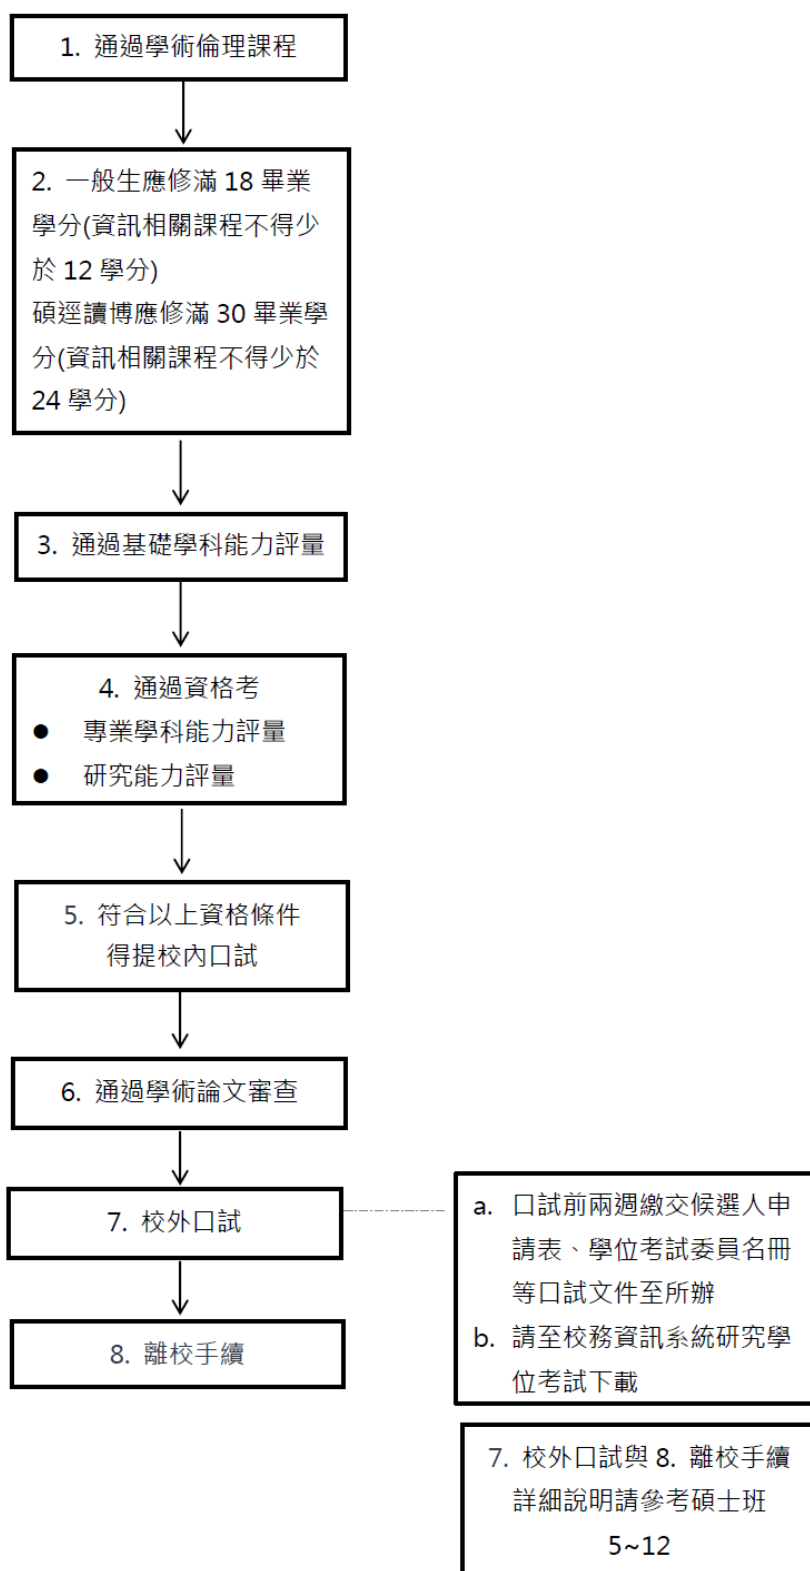 1. 通過學術倫理課程
2. 一般生應修滿 18 畢業
學分(資訊相關課程不得少
於 12 學分)
碩逕讀博應修滿 30 畢業學
分(資訊相關課程不得少於
24 學分)
3. 通過基礎學科能力評量
4. 通過資格考
● 專業學科能力評量
● 研究能力評量
5. 符合以上資格條件
得提校內口試
6. 通過學術論文審查
7. 校外口試
a. 口試前兩週繳交候選人申
請表、學位考試委員名冊
等口試文件至所辦
b. 請至校務資訊系統研究學
位考試下載
8. 離校手續
7. 校外口試與 8. 離校手續
詳細說明請參考碩士班
5~12